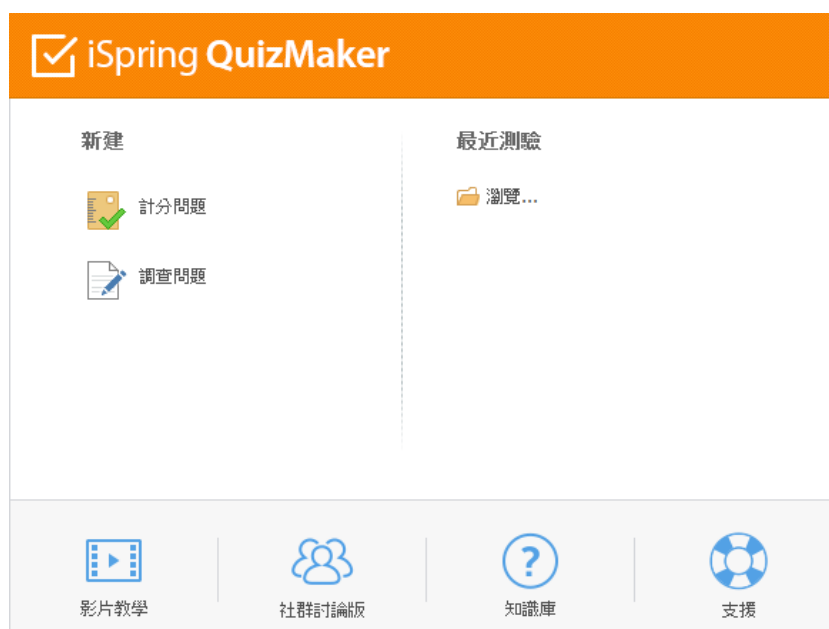 iSpring QuizMaker
新建
計分問題
調查問題
最近測驗
瀏覽...
影片教學
社群討論版
知識庫
支援